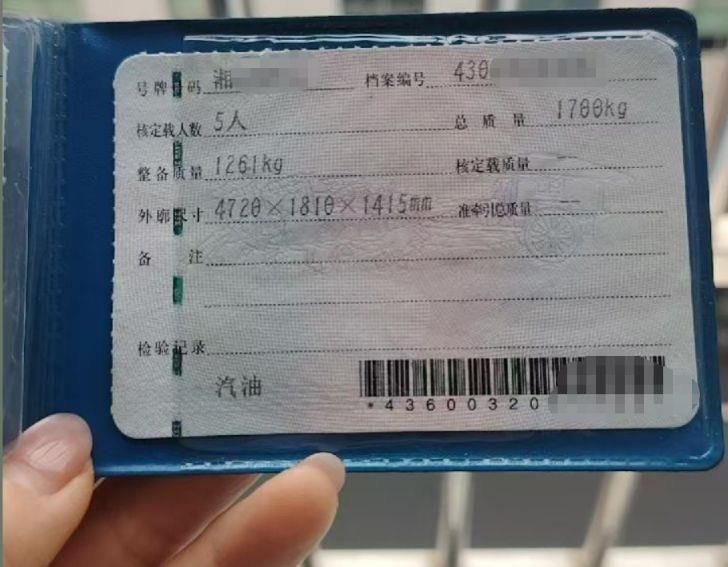 号牌号码 湘 档案编号 430
核定载人数 5人 总质量 1700kg
整备质量 1261kg 核定载质量 --
外廓尺寸 4720×1810×1415mm 准牵引总质量 --
备注
检验记录
汽油
*43600320